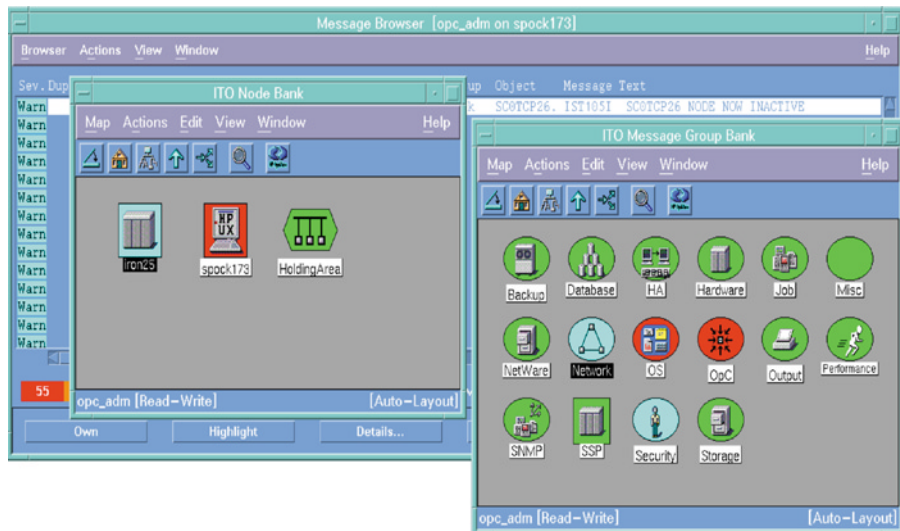 Message Browser [opc_adm on spock173]
Browser Actions View Window Help
Sev. Dup
up Object Message Text
Warn
k SC0TCP26. IST105I SC0TCP26 NODE NOW INACTIVE
Warn
Warn
Warn
Warn
Warn
Warn
Warn
Warn
Warn
Warn
Warn
Warn
Warn
55
Own Highlight Details...
ITO Node Bank
Map Actions Edit View Window Help
HP
UX
iron25 spock173 HoldingArea
opc_adm [Read-Write] [Auto-Layout]
ITO Message Group Bank
Map Actions Edit View Window Help
Backup Database HA Hardware Job Misc
NetWare Network OS OpC Output Performance
SNMP SSP Security Storage
opc_adm [Read-Write] [Auto-Layout]